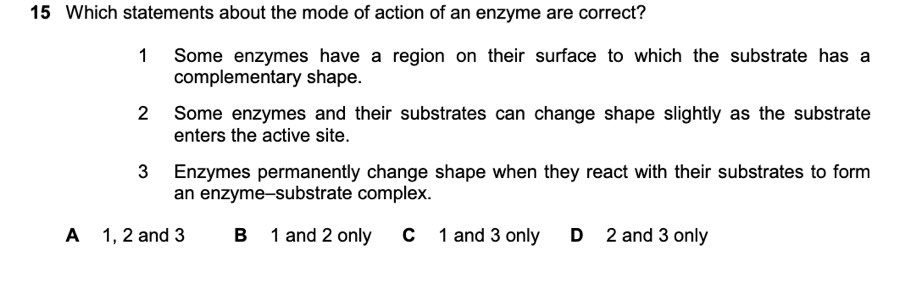 15 Which statements about the mode of action of an enzyme are correct?
1 Some enzymes have a region on their surface to which the substrate has a
complementary shape.
2 Some enzymes and their substrates can change shape slightly as the substrate
enters the active site.
3 Enzymes permanently change shape when they react with their substrates to form
an enzyme–substrate complex.
A 1, 2 and 3 B 1 and 2 only C 1 and 3 only D 2 and 3 only